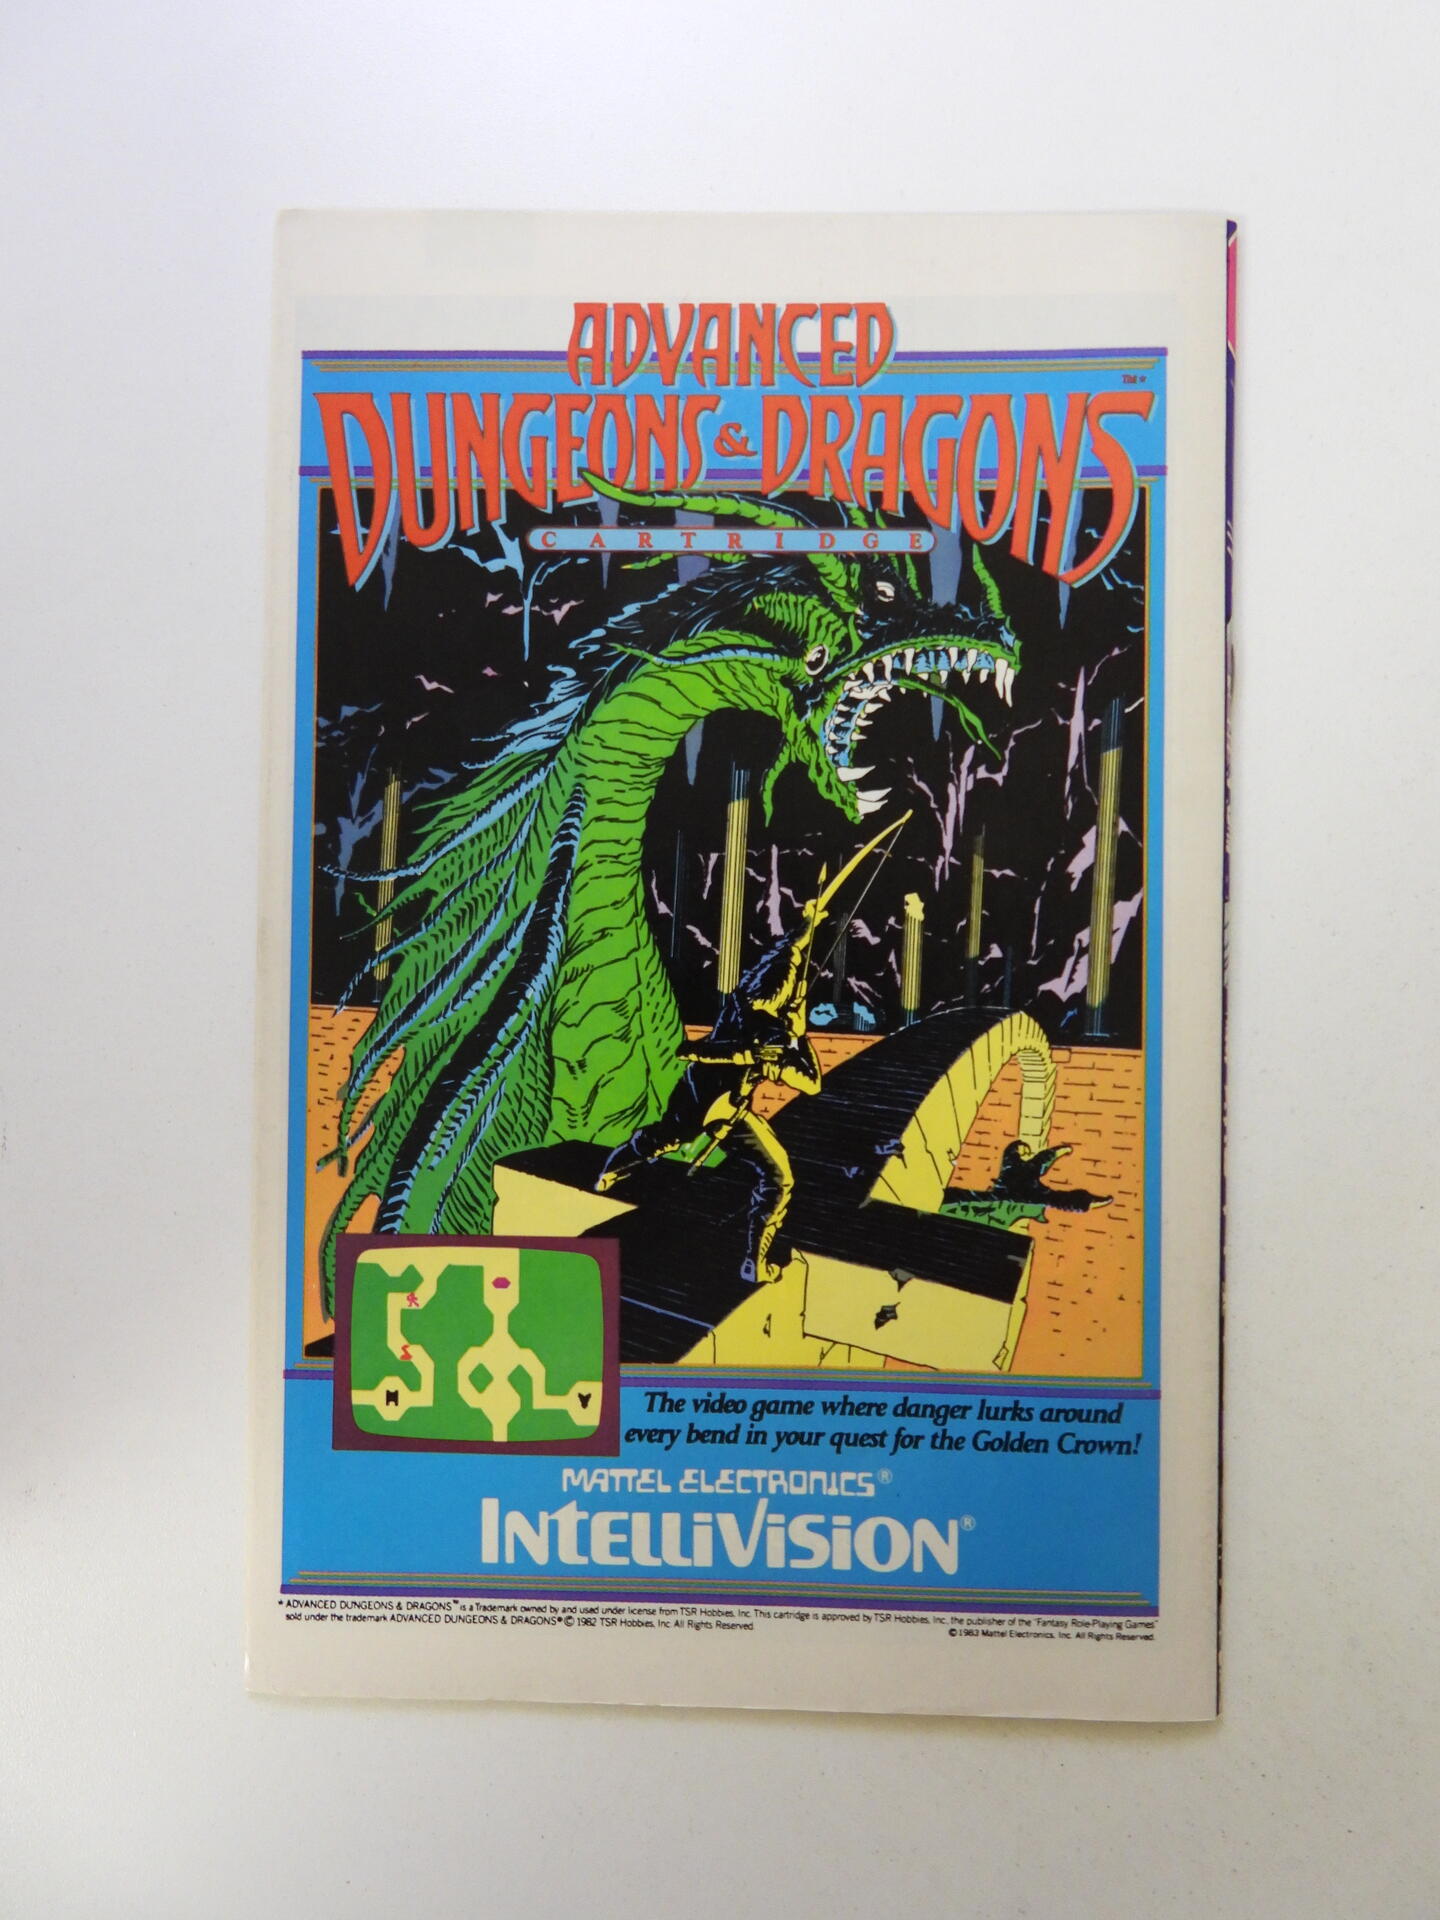 ADVANCED
DUNGEONS & DRAGONS™*
CARTRIDGE
The video game where danger lurks around
every bend in your quest for the Golden Crown!
MATTEL ELECTRONICS®
INTELLIVISION®
* ADVANCED DUNGEONS & DRAGONS™ is a Trademark owned by and used under license from TSR Hobbies, Inc. This cartridge is approved by TSR Hobbies, Inc., the publisher of the "Fantasy Role-Playing Games"
sold under the trademark ADVANCED DUNGEONS & DRAGONS® © 1982 TSR Hobbies, Inc. All Rights Reserved.
© 1983 Mattel Electronics, Inc. All Rights Reserved.